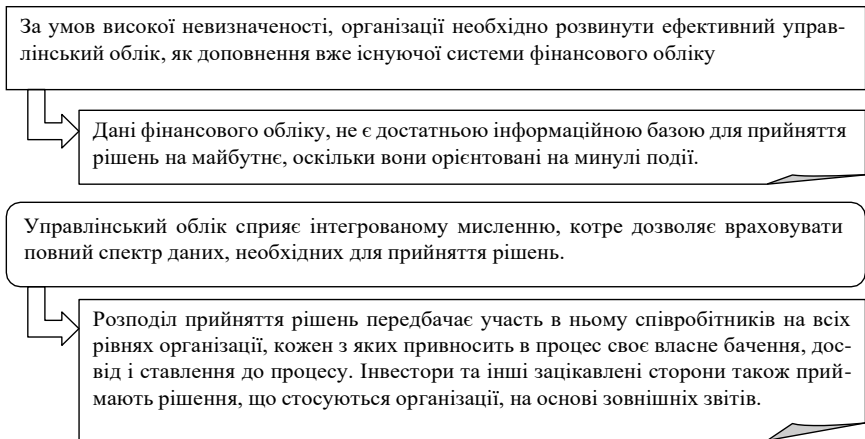 За умов високої невизначеності, організації необхідно розвинути ефективний управ-
лінський облік, як доповнення вже існуючої системи фінансового обліку
Дані фінансового обліку, не є достатньою інформаційною базою для прийняття
рішень на майбутнє, оскільки вони орієнтовані на минулі події.
Управлінський облік сприяє інтегрованому мисленню, котре дозволяє враховувати
повний спектр даних, необхідних для прийняття рішень.
Розподіл прийняття рішень передбачає участь в ньому співробітників на всіх
рівнях організації, кожен з яких привносить в процес своє власне бачення, дос-
від і ставлення до процесу. Інвестори та інші зацікавлені сторони також прий-
мають рішення, що стосуються організації, на основі зовнішніх звітів.